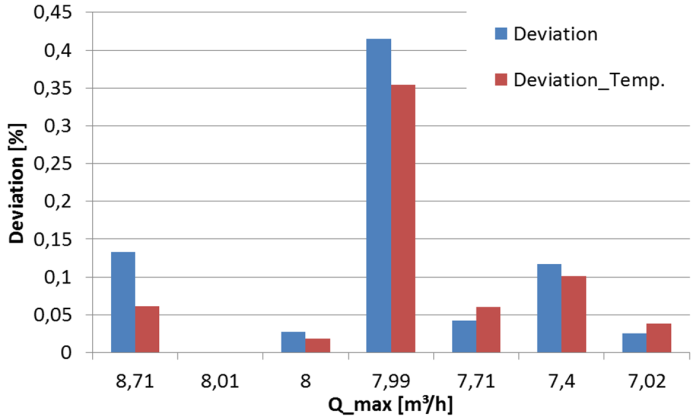 0,45
0,4
0,35
0,3
0,25
0,2
0,15
0,1
0,05
0
Deviation [%]
Deviation
Deviation_Temp.
8,71 8,01 8 7,99 7,71 7,4 7,02
Q_max [m³/h]